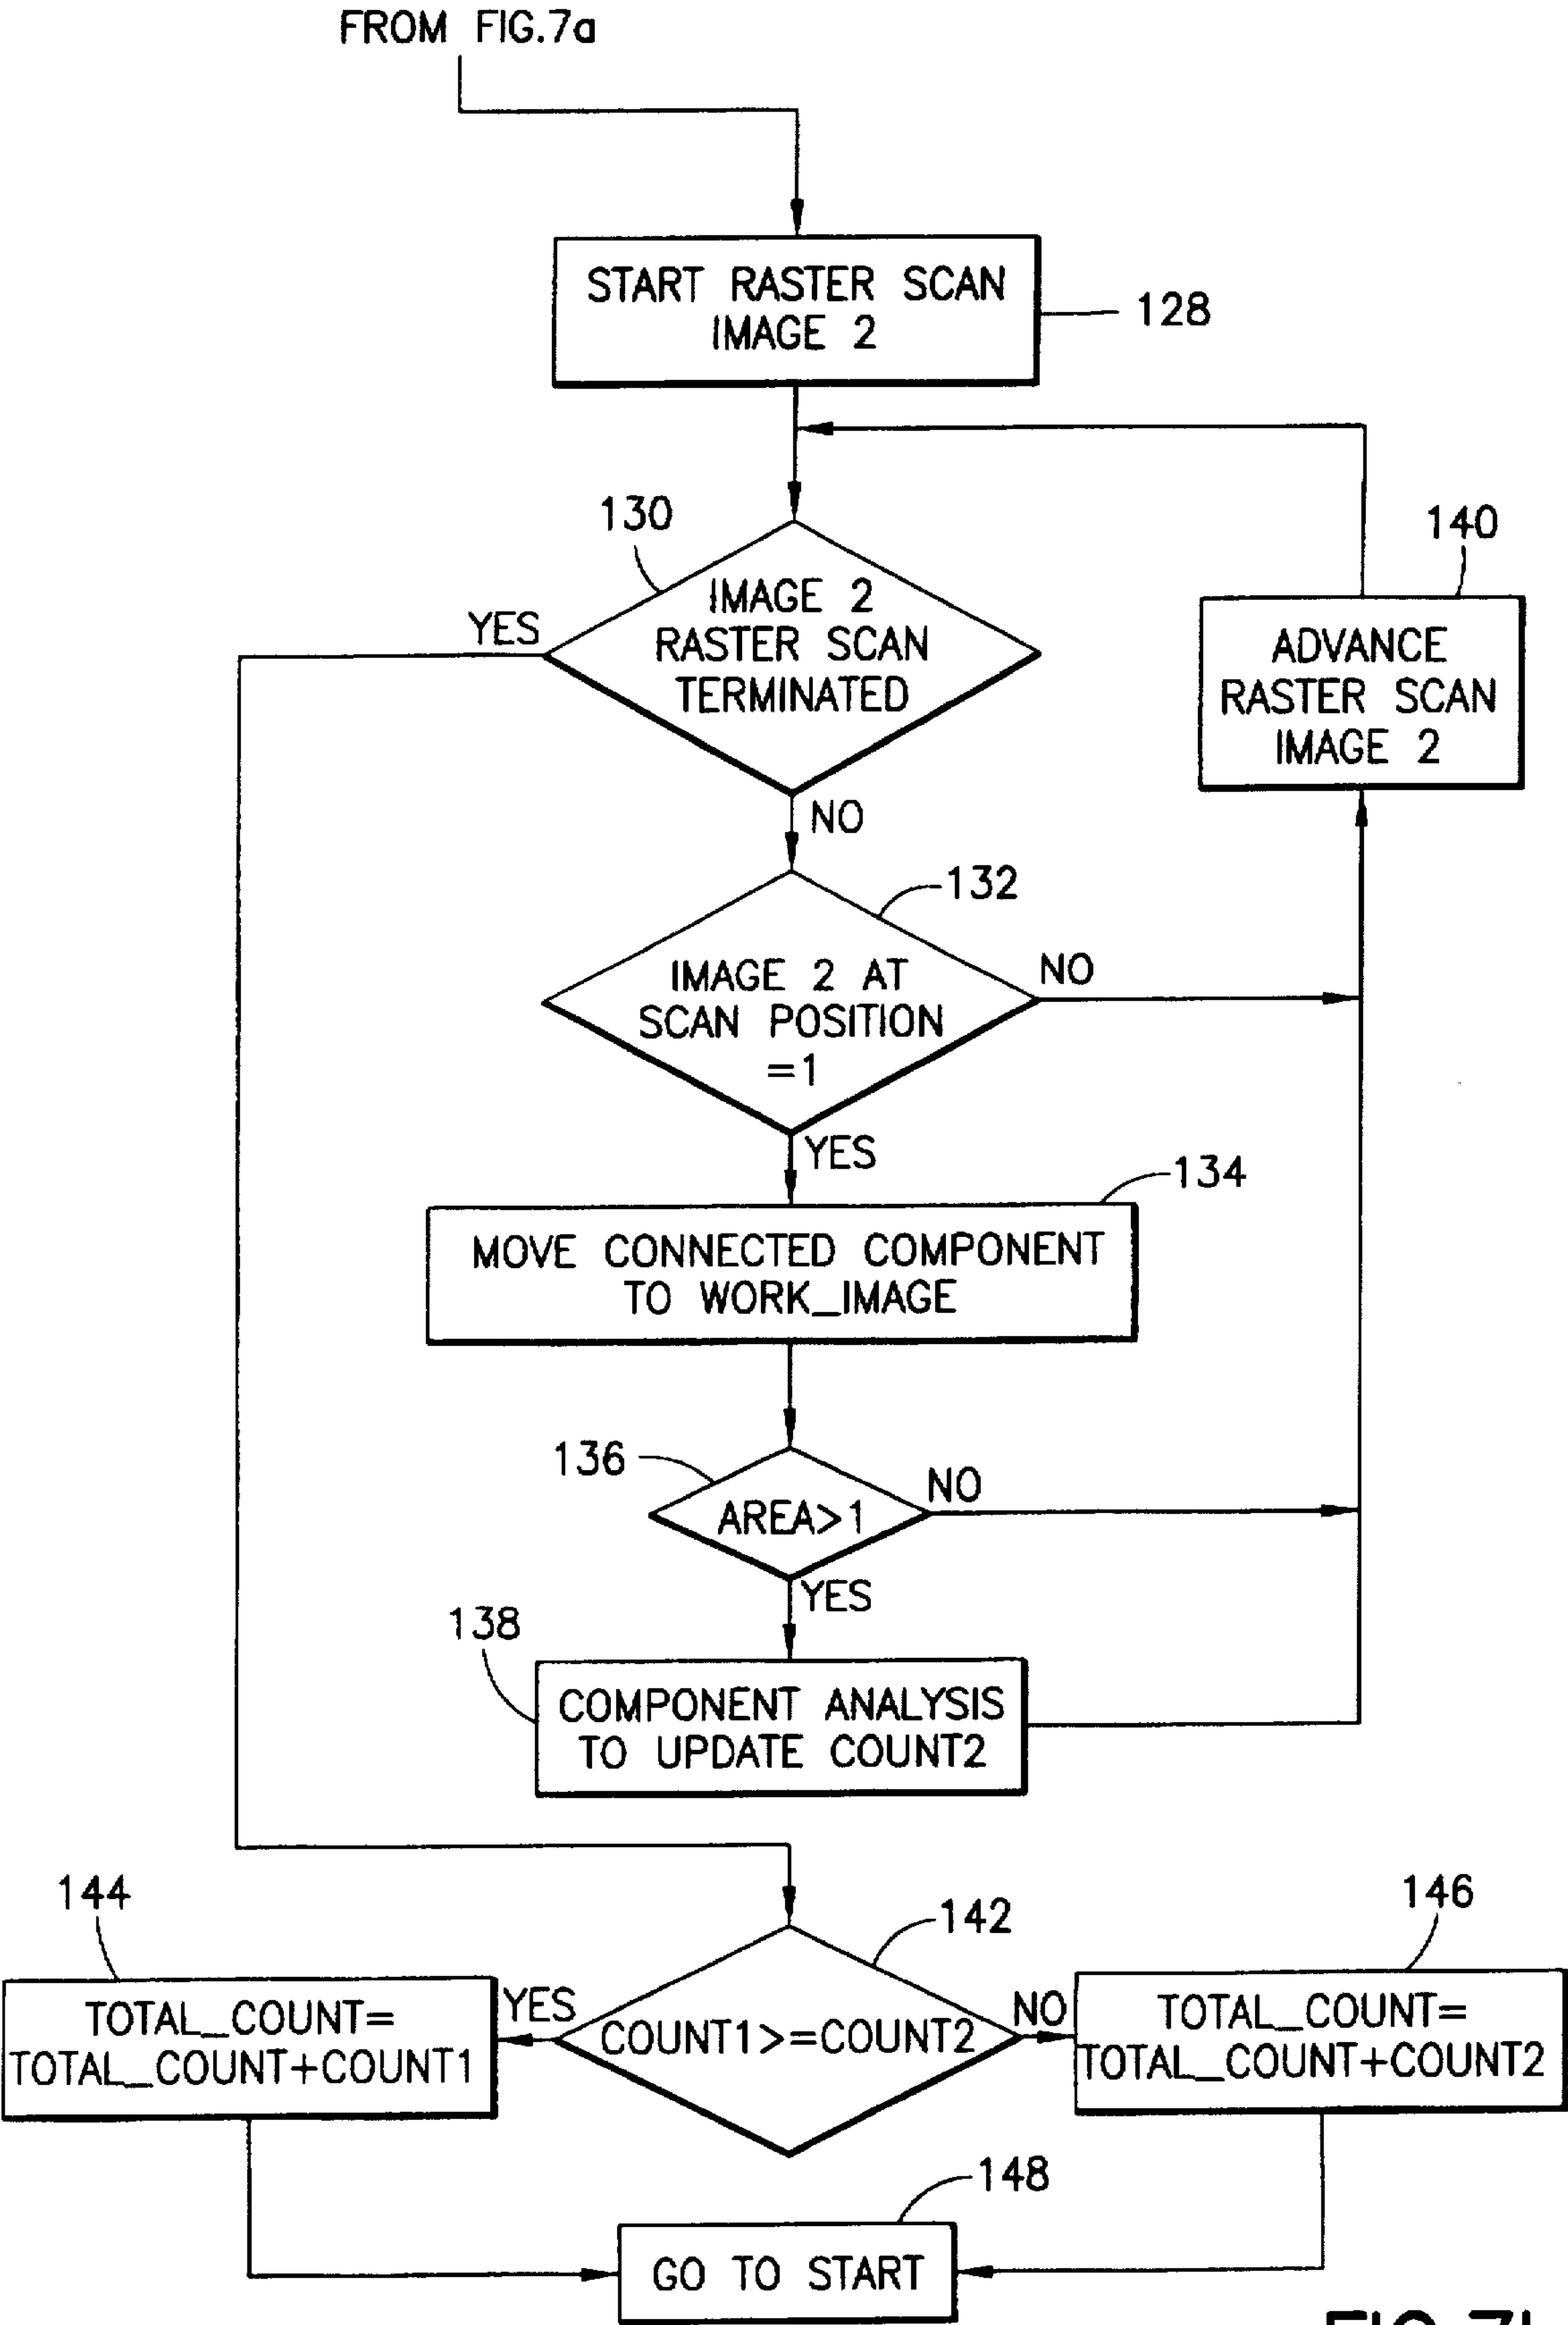 FROM FIG.7a
START RASTER SCAN
IMAGE 2
128
130
IMAGE 2
RASTER SCAN
TERMINATED
YES
NO
140
ADVANCE
RASTER SCAN
IMAGE 2
132
IMAGE 2 AT
SCAN POSITION
=1
NO
YES
134
MOVE CONNECTED COMPONENT
TO WORK_IMAGE
136
AREA>1
NO
YES
138
COMPONENT ANALYSIS
TO UPDATE COUNT2
144
TOTAL_COUNT=
TOTAL_COUNT+COUNT1
YES
142
COUNT1>=COUNT2
NO
146
TOTAL_COUNT=
TOTAL_COUNT+COUNT2
148
GO TO START